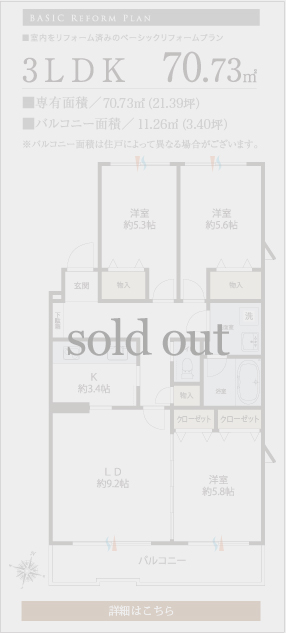 BASIC REFORM PLAN
■室内をリフォーム済みのベーシックリフォームプラン
3LDK 70.73㎡
■専有面積／70.73㎡(21.39坪)
■バルコニー面積／11.26㎡(3.40坪)
※バルコニー面積は住戸によって異なる場合がございます。
洋室
約5.3帖
洋室
約5.6帖
玄関
物入
物入
下駄箱
洗
sold out
K
約3.4帖
物入
クローゼット
クローゼット
LD
約9.2帖
洋室
約5.8帖
バルコニー
詳細はこちら